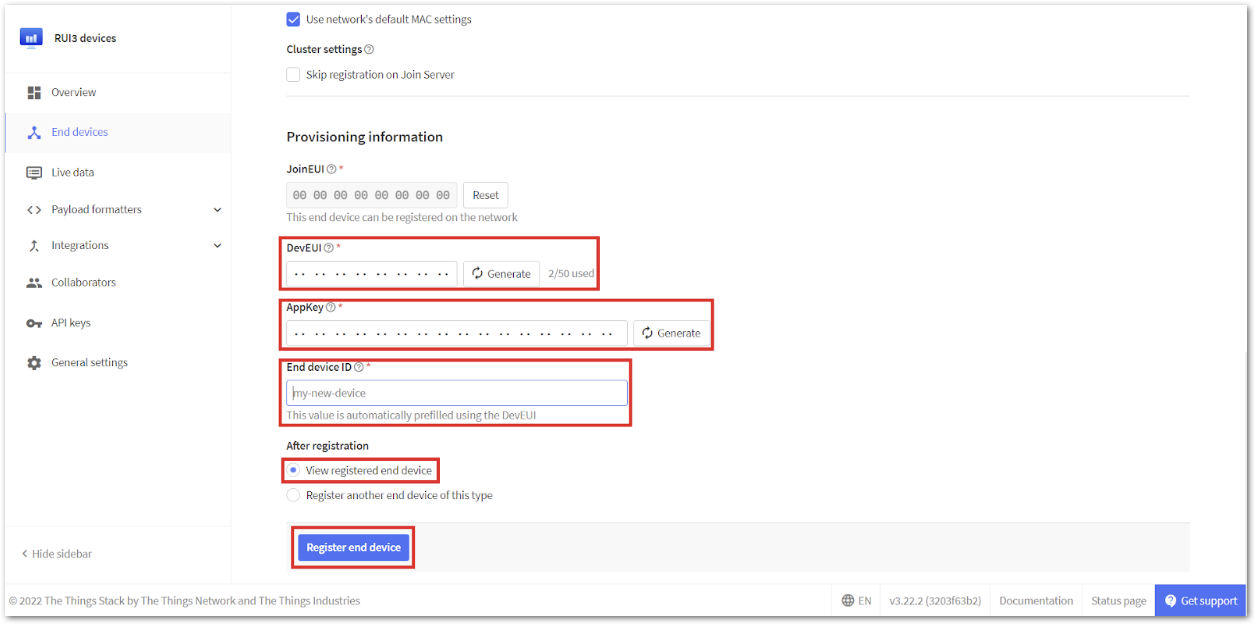 RUI3 devices
Overview
End devices
Live data
Payload formatters
Integrations
Collaborators
API keys
General settings
Hide sidebar
Use network's default MAC settings
Cluster settings
Skip registration on Join Server
Provisioning information
JoinEUI *
00 00 00 00 00 00 00 00 Reset
This end device can be registered on the network
DevEUI *
·· ·· ·· ·· ·· ·· ·· ·· Generate 2/50 used
AppKey *
·· ·· ·· ·· ·· ·· ·· ·· ·· ·· ·· ·· ·· ·· ·· ·· Generate
End device ID *
my-new-device
This value is automatically prefilled using the DevEUI
After registration
View registered end device
Register another end device of this type
Register end device
© 2022 The Things Stack by The Things Network and The Things Industries
EN v3.22.2 (3203f63b2) Documentation Status page Get support